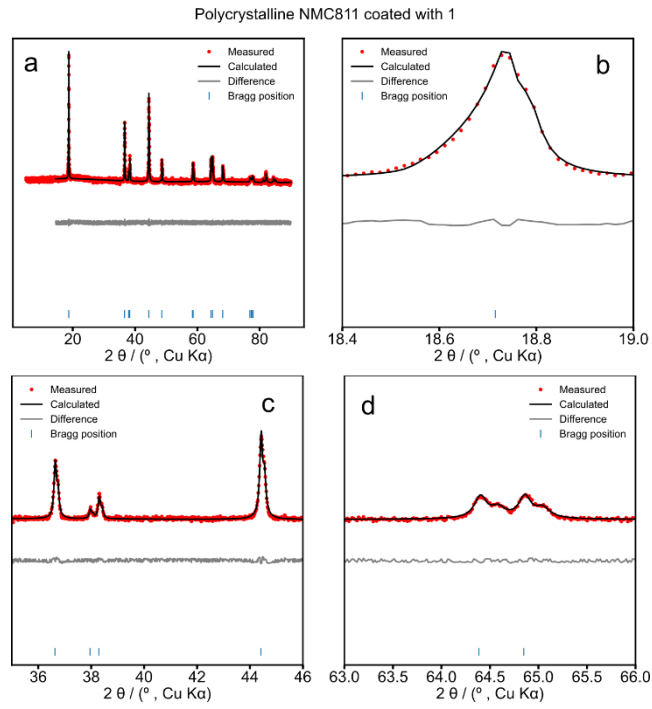 Polycrystalline NMC811 coated with 1
a
Measured
Calculated
Difference
Bragg position
20 40 60 80
2 θ / (º , Cu Kα)
b
Measured
Calculated
Difference
Bragg position
18.4 18.6 18.8 19.0
2 θ / (º , Cu Kα)
c
Measured
Calculated
Difference
Bragg position
36 38 40 42 44 46
2 θ / (º , Cu Kα)
d
Measured
Calculated
Difference
Bragg position
63.0 63.5 64.0 64.5 65.0 65.5 66.0
2 θ / (º , Cu Kα)